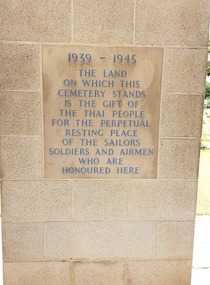 1939 - 1945
THE LAND
ON WHICH THIS
CEMETERY STANDS
IS THE GIFT OF
THE THAI PEOPLE
FOR THE PERPETUAL
RESTING PLACE
OF THE SAILORS
SOLDIERS AND AIRMEN
WHO ARE
HONOURED HERE